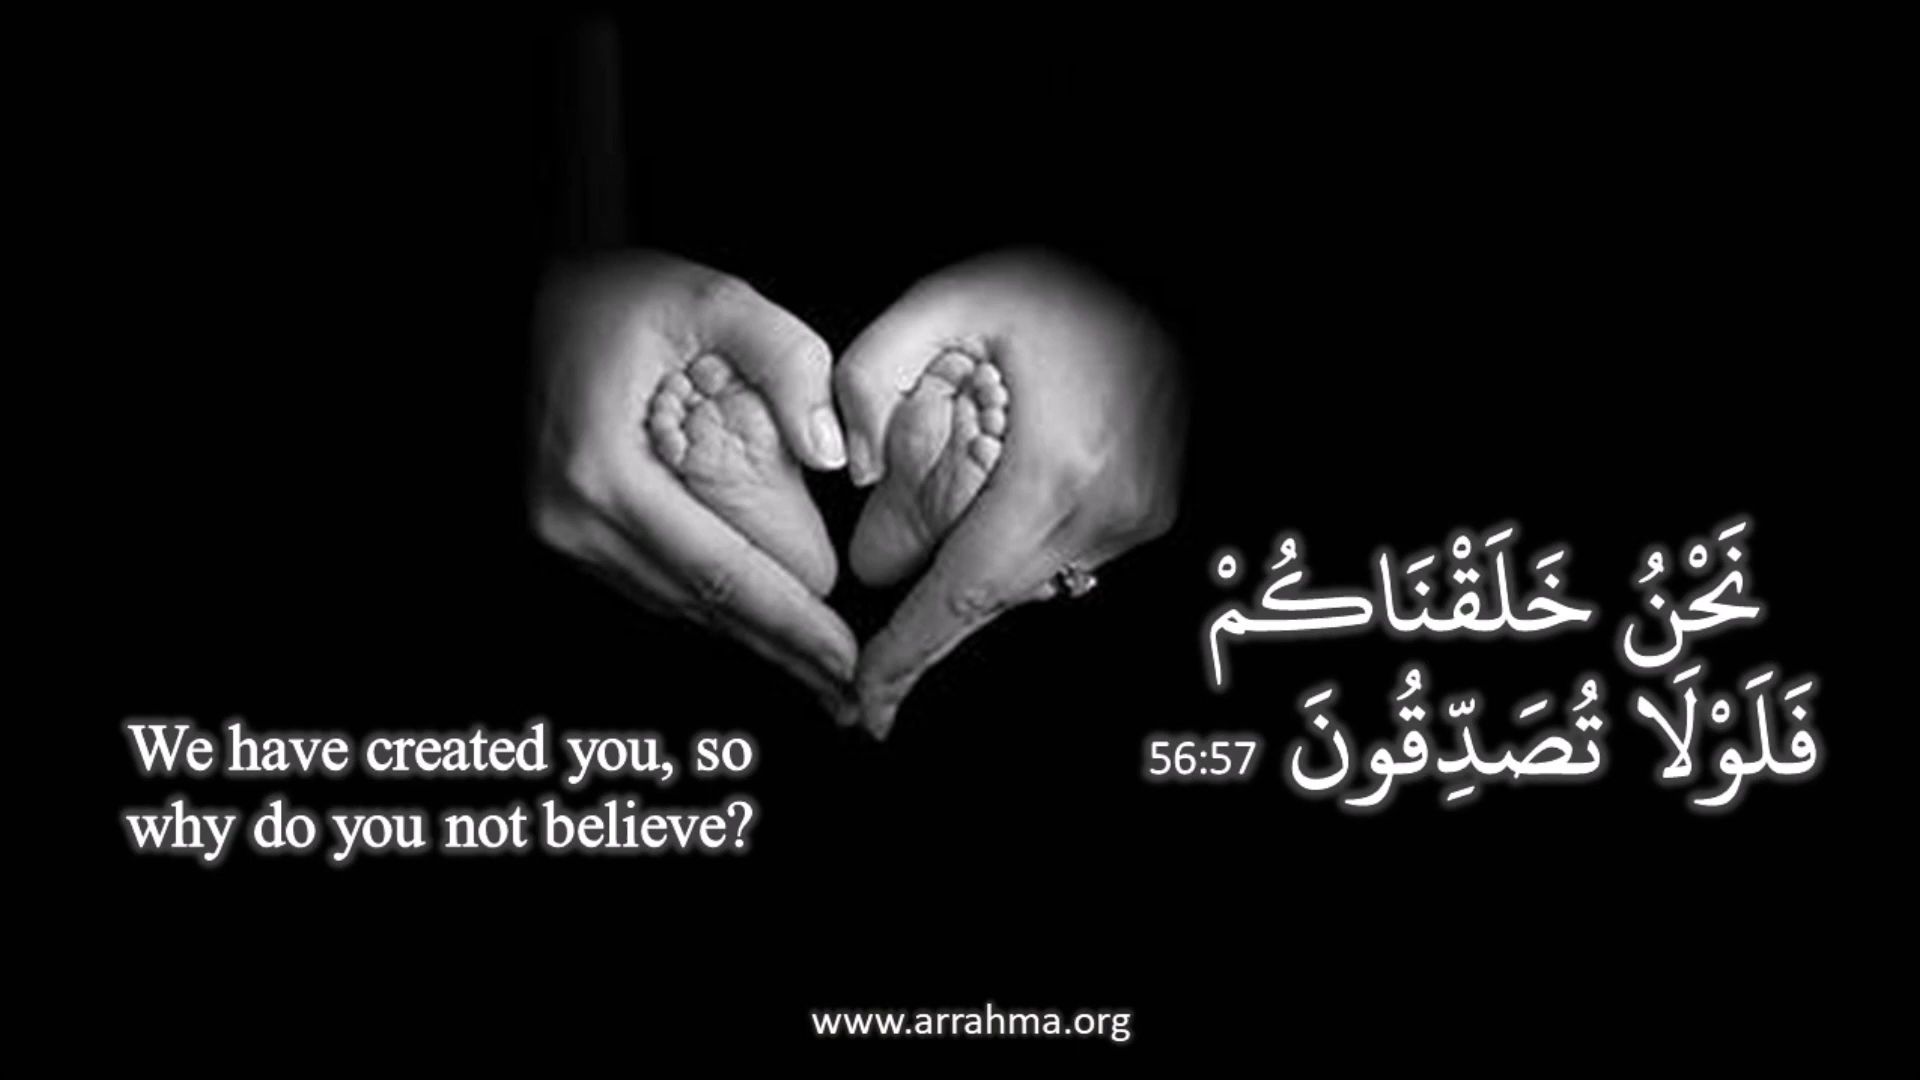 نَحْنُ خَلَقْنَاكُمْ
فَلَوْلَا تُصَدِّقُونَ 56:57
We have created you, so
why do you not believe?
www.arrahma.org